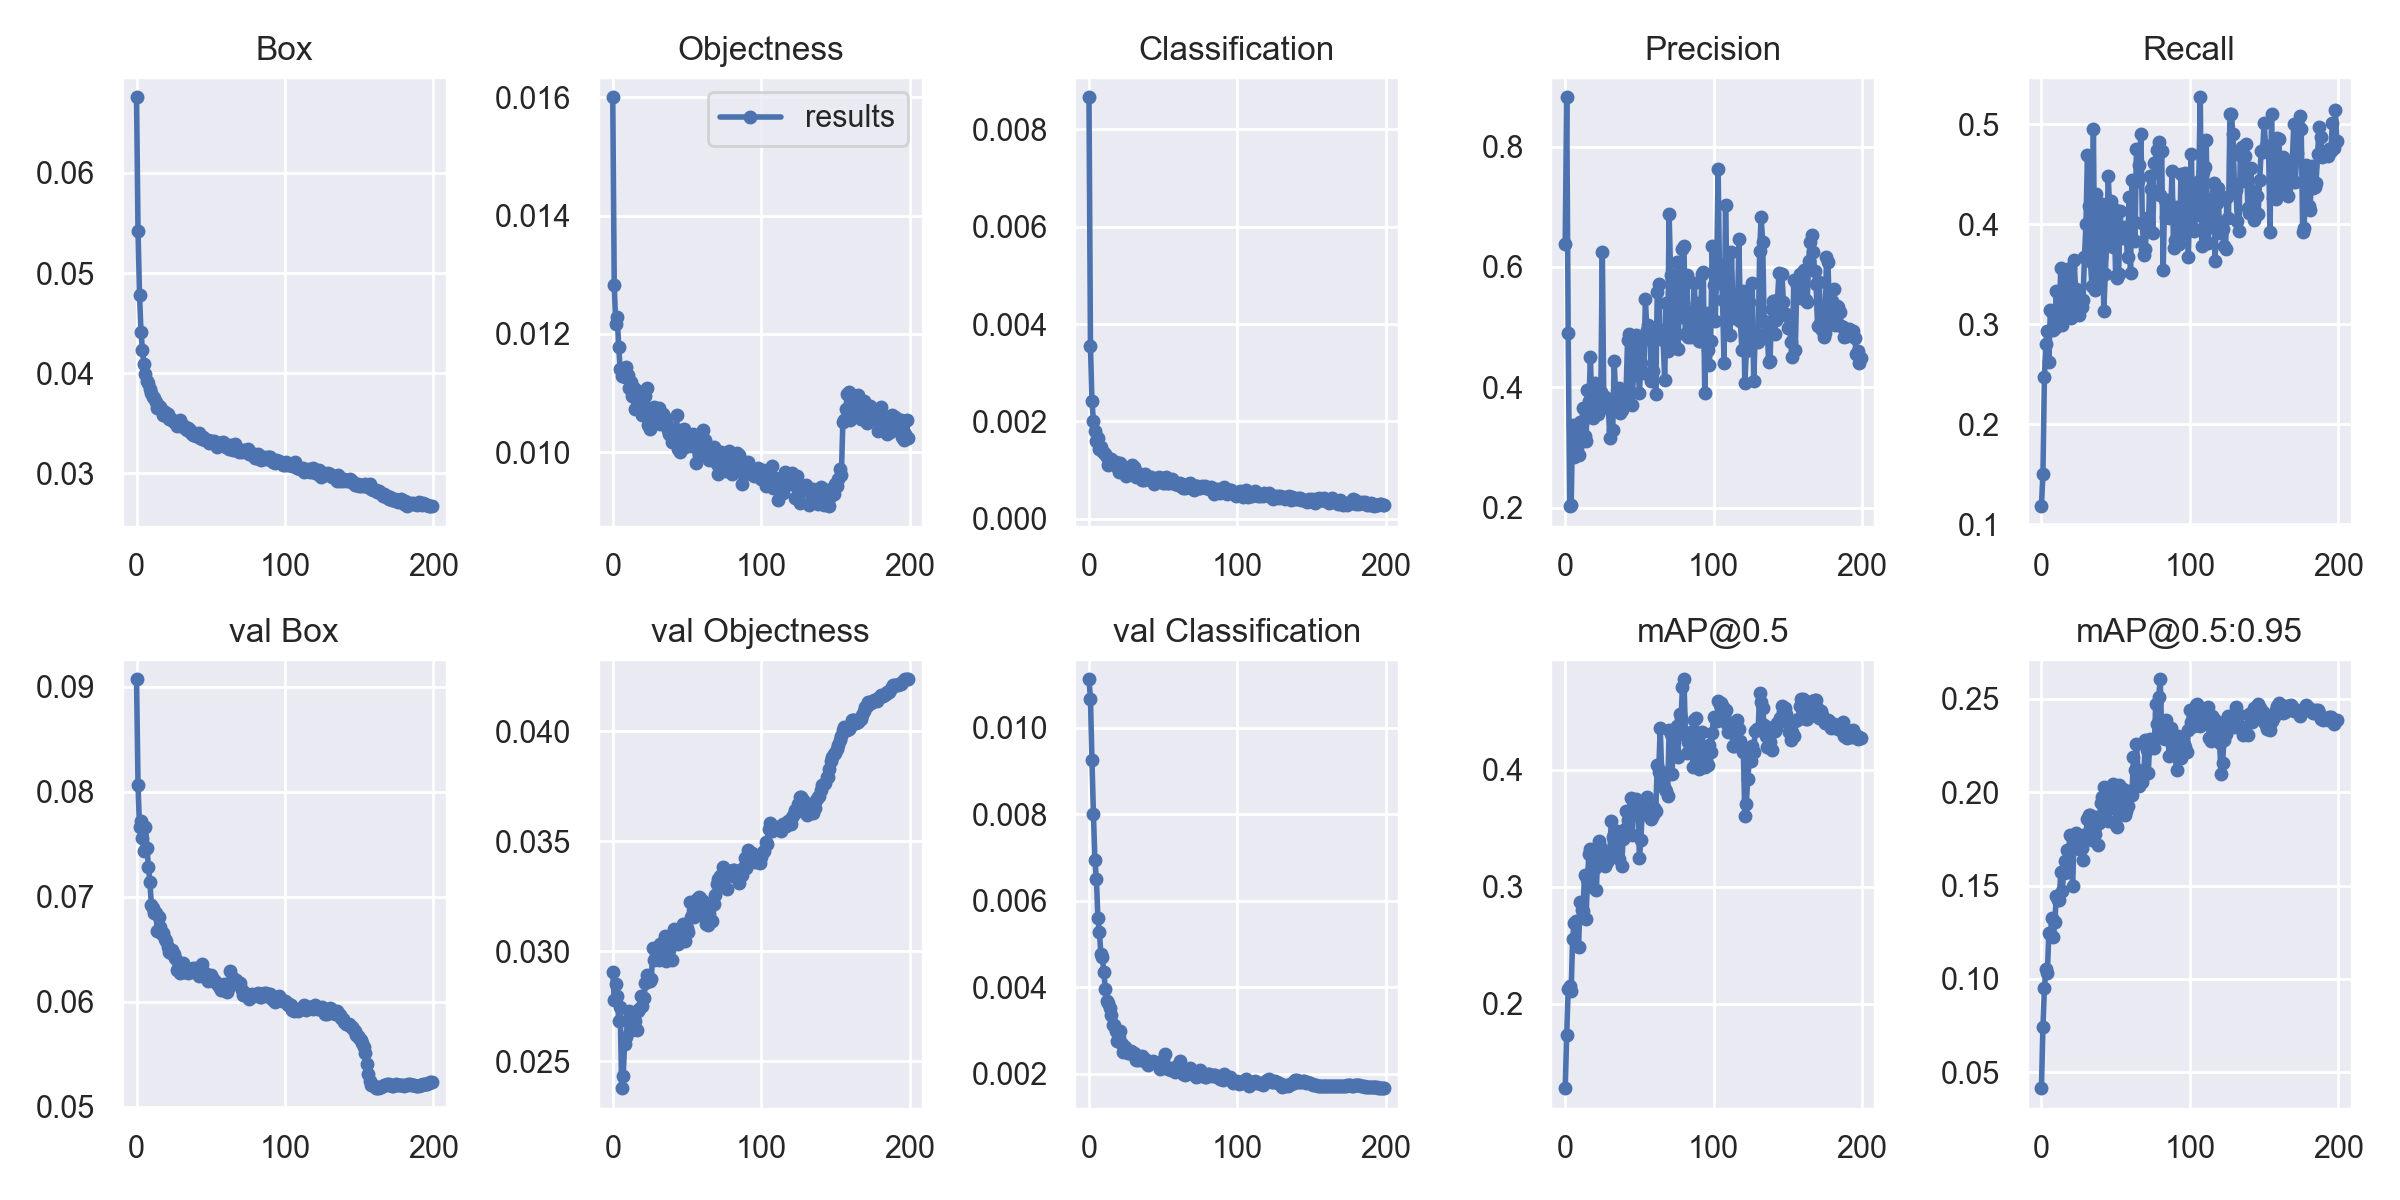 Box
0.06
0.05
0.04
0.03
0 100 200
Objectness
results
0.016
0.014
0.012
0.010
0 100 200
Classification
0.008
0.006
0.004
0.002
0.000
0 100 200
Precision
0.8
0.6
0.4
0.2
0 100 200
Recall
0.5
0.4
0.3
0.2
0.1
0 100 200
val Box
0.09
0.08
0.07
0.06
0.05
0 100 200
val Objectness
0.040
0.035
0.030
0.025
0 100 200
val Classification
0.010
0.008
0.006
0.004
0.002
0 100 200
mAP@0.5
0.4
0.3
0.2
0 100 200
mAP@0.5:0.95
0.25
0.20
0.15
0.10
0.05
0 100 200